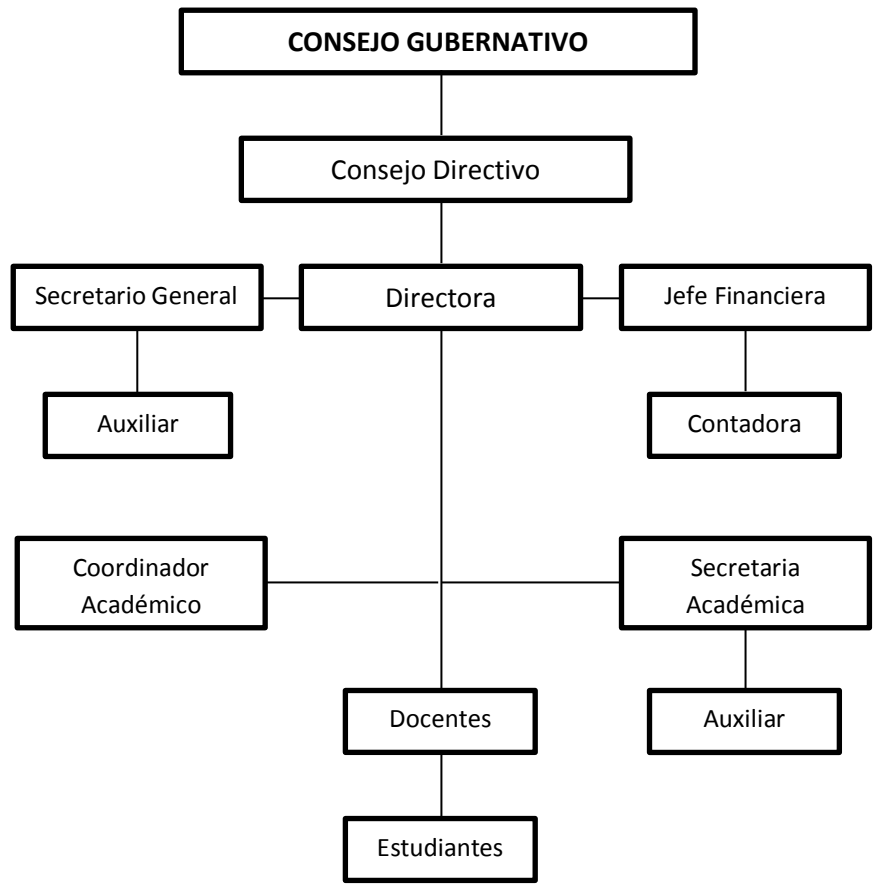 CONSEJO GUBERNATIVO
Consejo Directivo
Secretario General
Directora
Jefe Financiera
Auxiliar
Contadora
Coordinador
Académico
Secretaria
Académica
Docentes
Auxiliar
Estudiantes